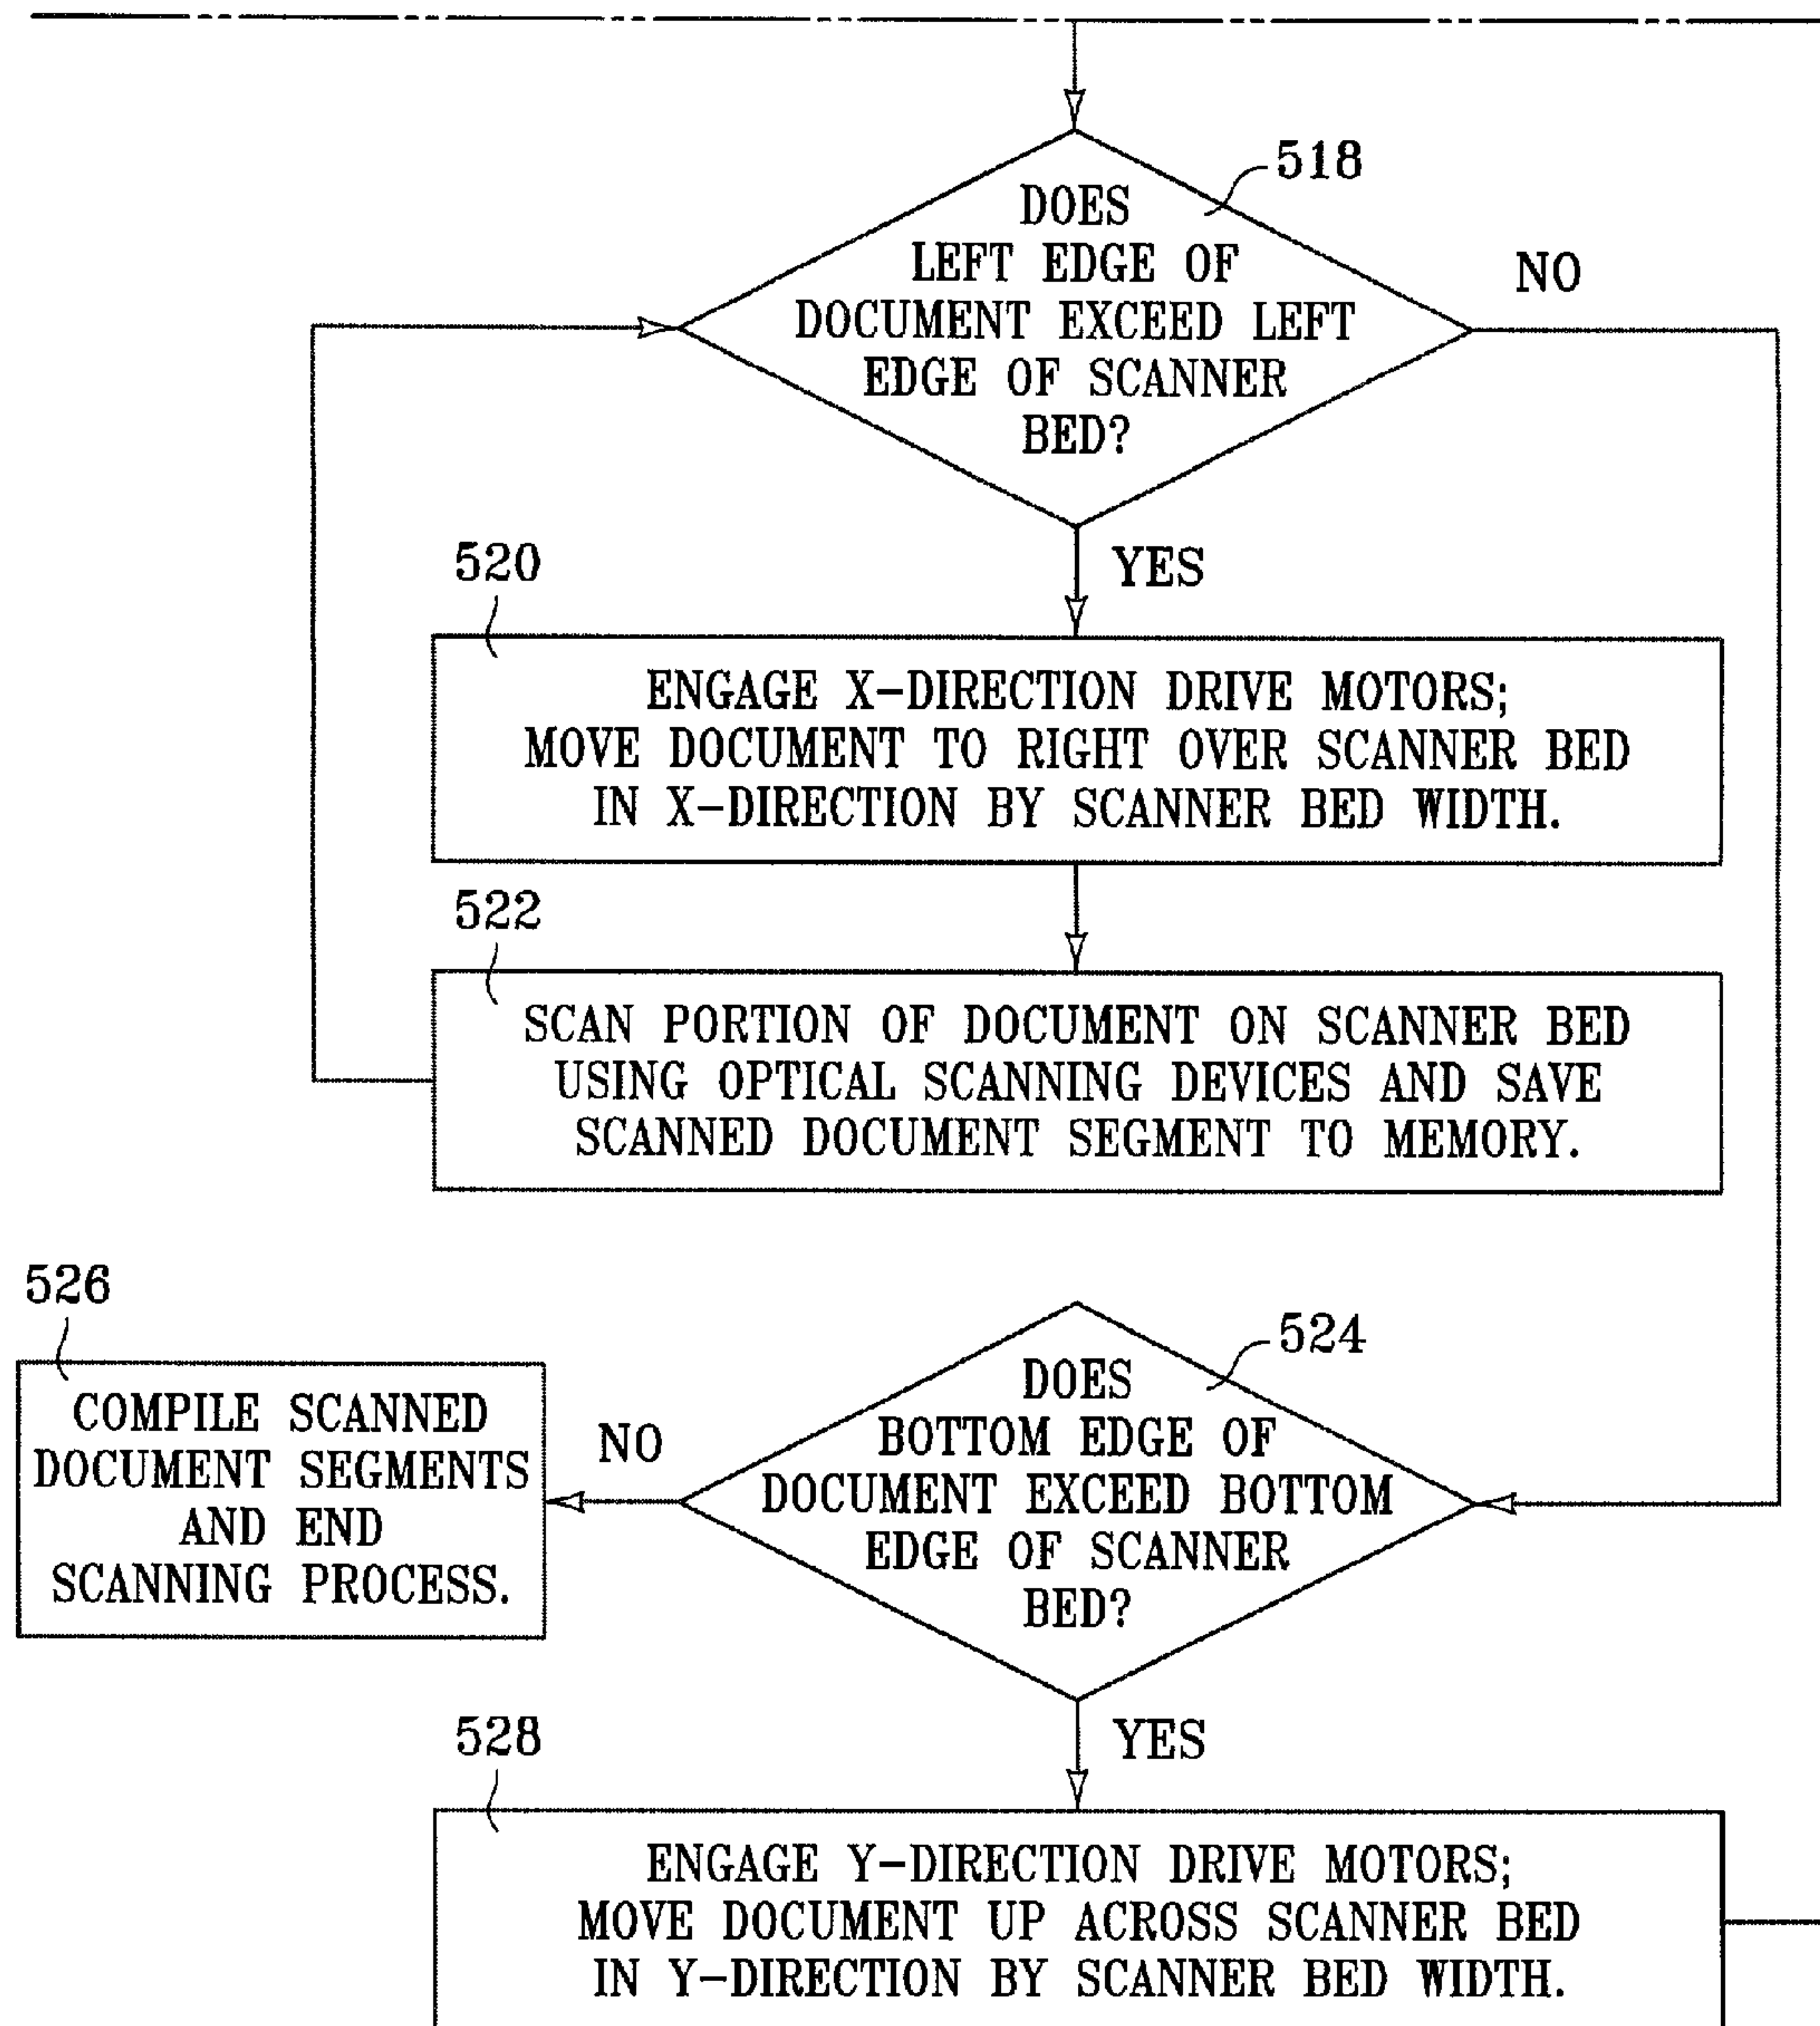 518
DOES
LEFT EDGE OF
DOCUMENT EXCEED LEFT
EDGE OF SCANNER
BED?
NO
YES
520
ENGAGE X-DIRECTION DRIVE MOTORS;
MOVE DOCUMENT TO RIGHT OVER SCANNER BED
IN X-DIRECTION BY SCANNER BED WIDTH.
522
SCAN PORTION OF DOCUMENT ON SCANNER BED
USING OPTICAL SCANNING DEVICES AND SAVE
SCANNED DOCUMENT SEGMENT TO MEMORY.
524
DOES
BOTTOM EDGE OF
DOCUMENT EXCEED BOTTOM
EDGE OF SCANNER
BED?
NO
526
COMPILE SCANNED
DOCUMENT SEGMENTS
AND END
SCANNING PROCESS.
YES
528
ENGAGE Y-DIRECTION DRIVE MOTORS;
MOVE DOCUMENT UP ACROSS SCANNER BED
IN Y-DIRECTION BY SCANNER BED WIDTH.